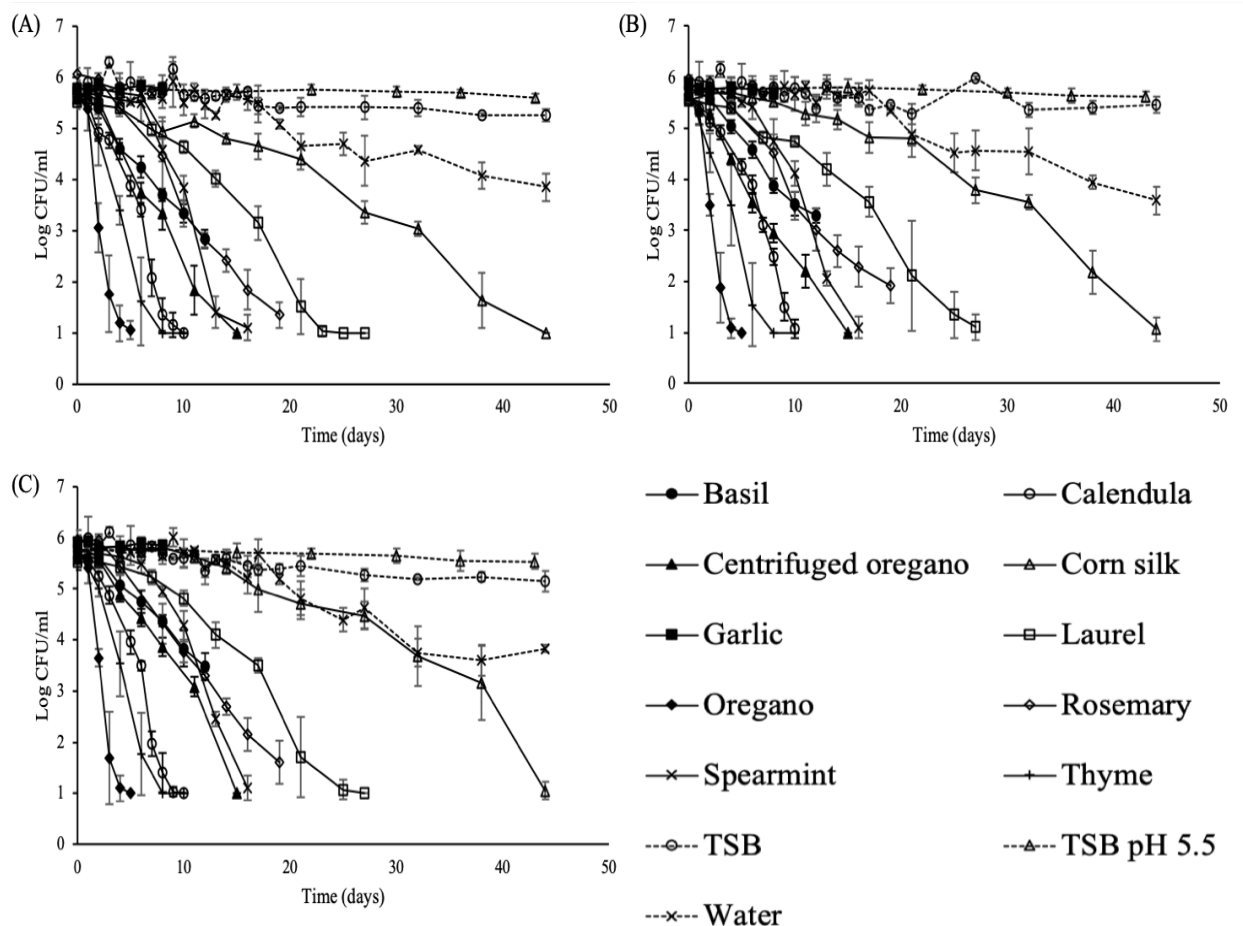 (A)
7
6
5
4
3
2
1
0
Log CFU/ml
0 10 20 30 40 50
Time (days)
(B)
7
6
5
4
3
2
1
0
Log CFU/ml
0 10 20 30 40 50
Time (days)
(C)
7
6
5
4
3
2
1
0
Log CFU/ml
0 10 20 30 40 50
Time (days)
Basil
Calendula
Centrifuged oregano
Corn silk
Garlic
Laurel
Oregano
Rosemary
Spearmint
Thyme
TSB
TSB pH 5.5
Water